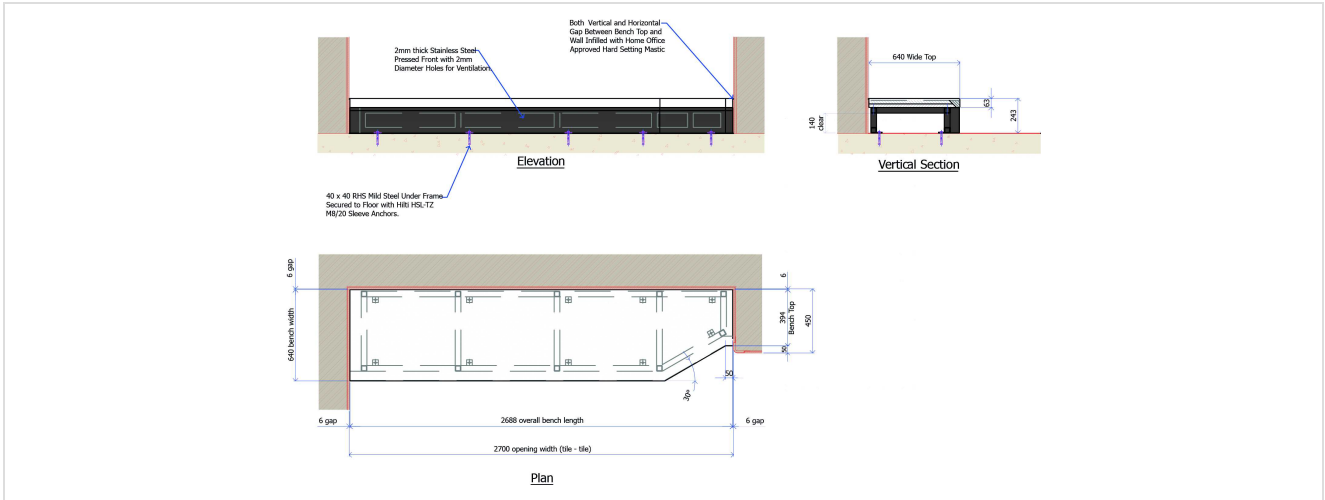 Both Vertical and Horizontal
Gap Between Bench Top and
Wall Infilled with Home Office
Approved Hard Setting Mastic
2mm thick Stainless Steel
Pressed Front with 2mm
Diameter Holes for Ventilation.
640 Wide Top
63
243
140
clear
Elevation
Vertical Section
40 x 40 RHS Mild Steel Under Frame
Secured to Floor with Hilti HSL-TZ
M8/20 Sleeve Anchors.
6 gap
640 bench width
6
394
Bench Top
450
50
50
30°
6 gap
2688 overall bench length
6 gap
2700 opening width (tile - tile)
Plan